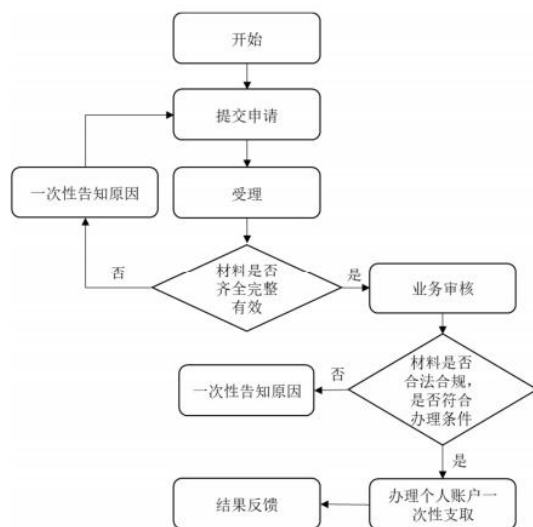 开始
提交申请
一次性告知原因
受理
否
材料是否
齐全完整
有效
是
业务审核
材料是否
合法合规，
是否符合
办理条件
否
一次性告知原因
是
结果反馈
办理个人账户一
次性支取